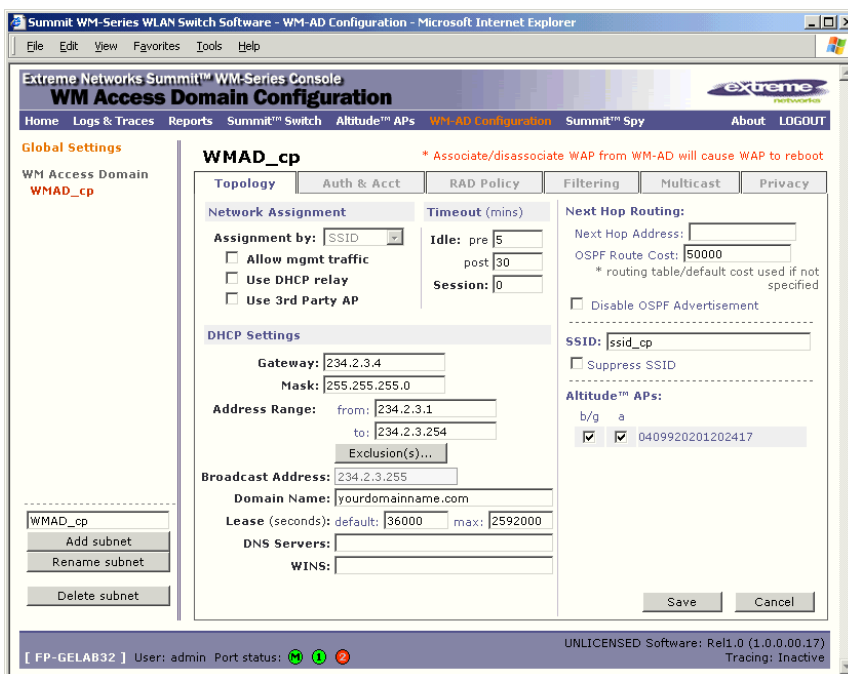 Summit WM-Series WLAN Switch Software - WM-AD Configuration - Microsoft Internet Explorer
File Edit View Favorites Tools Help
Extreme Networks Summit™ WM-Series Console
WM Access Domain Configuration
extreme networks
Home Logs & Traces Reports Summit™ Switch Altitude™ APs WM-AD Configuration Summit™ Spy About LOGOUT
Global Settings
WM Access Domain
WMAD_cp
WMAD_cp
Add subnet
Rename subnet
Delete subnet
WMAD_cp * Associate/disassociate WAP from WM-AD will cause WAP to reboot
Topology Auth & Acct RAD Policy Filtering Multicast Privacy
Network Assignment
Assignment by: SSID
Allow mgmt traffic
Use DHCP relay
Use 3rd Party AP
Timeout (mins)
Idle: pre 5
post 30
Session: 0
DHCP Settings
Gateway: 234.2.3.4
Mask: 255.255.255.0
Address Range: from: 234.2.3.1
to: 234.2.3.254
Exclusion(s)...
Broadcast Address: 234.2.3.255
Domain Name: yourdomainname.com
Lease (seconds): default: 36000 max: 2592000
DNS Servers:
WINS:
Next Hop Routing:
Next Hop Address:
OSPF Route Cost: 50000
* routing table/default cost used if not
specified
Disable OSPF Advertisement
SSID: ssid_cp
Suppress SSID
Altitude™ APs:
b/g a
0409920201202417
Save Cancel
[ FP-GELAB32 ] User: admin Port status: M 1 2
UNLICENSED Software: Rel1.0 (1.0.0.00.17)
Tracing: Inactive